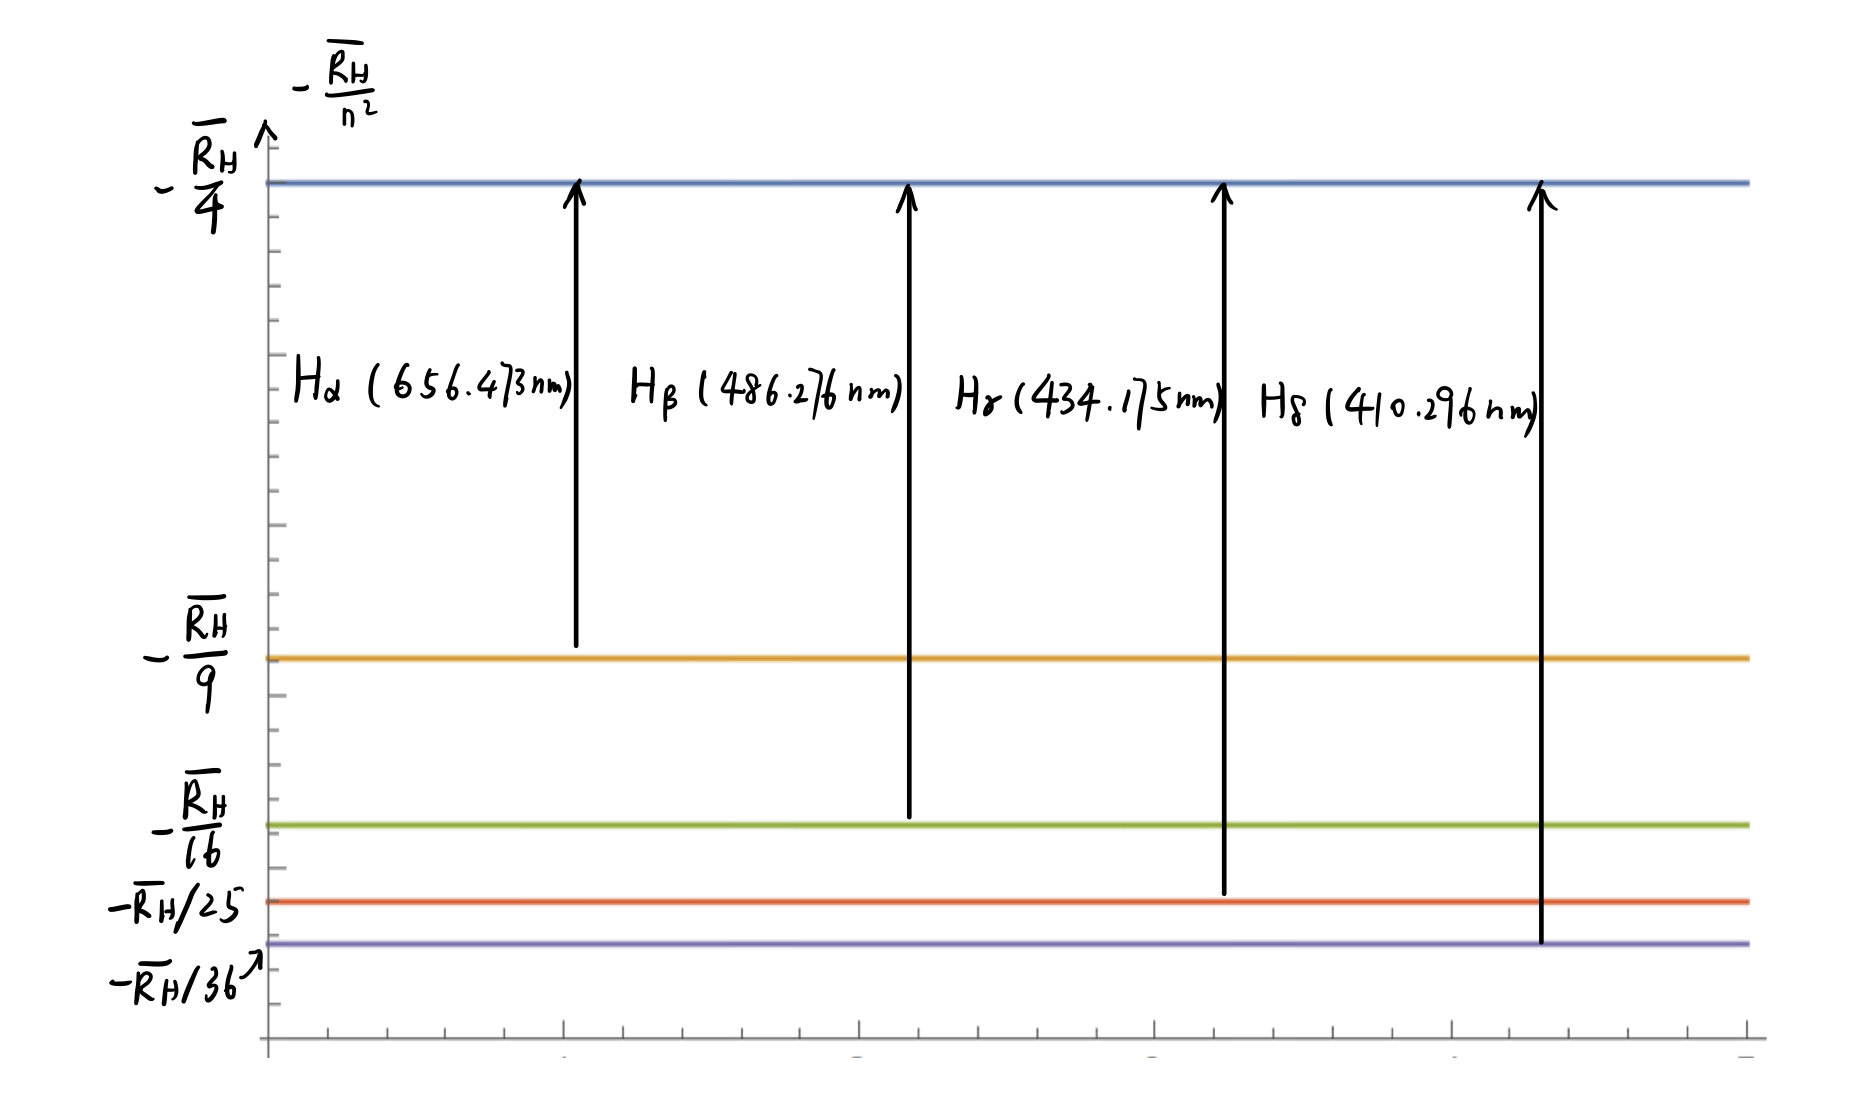 - R̅H̅/n²
- R̅H̅/4
Hα (656.473nm)
Hβ (486.276nm)
Hγ (434.175nm)
Hδ (410.296nm)
- R̅H̅/9
- R̅H̅/16
-R̅H/25
-R̅H/36